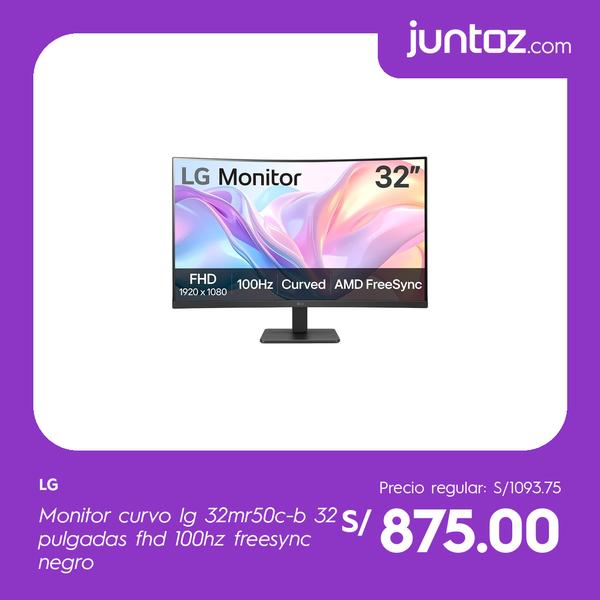 juntoz.com
LG Monitor 32"
FHD
1920 x 1080
100Hz
Curved
AMD FreeSync
LG
Monitor curvo lg 32mr50c-b 32
pulgadas fhd 100hz freesync
negro
Precio regular: S/1093.75
S/ 875.00